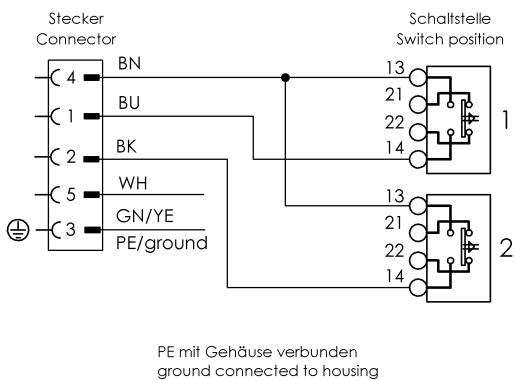 Stecker
Connector
Schaltstelle
Switch position
4 BN
1 BU
2 BK
5 WH
3 GN/YE
PE/ground
13
21
22
14
1
13
21
22
14
2
PE mit Gehäuse verbunden
ground connected to housing